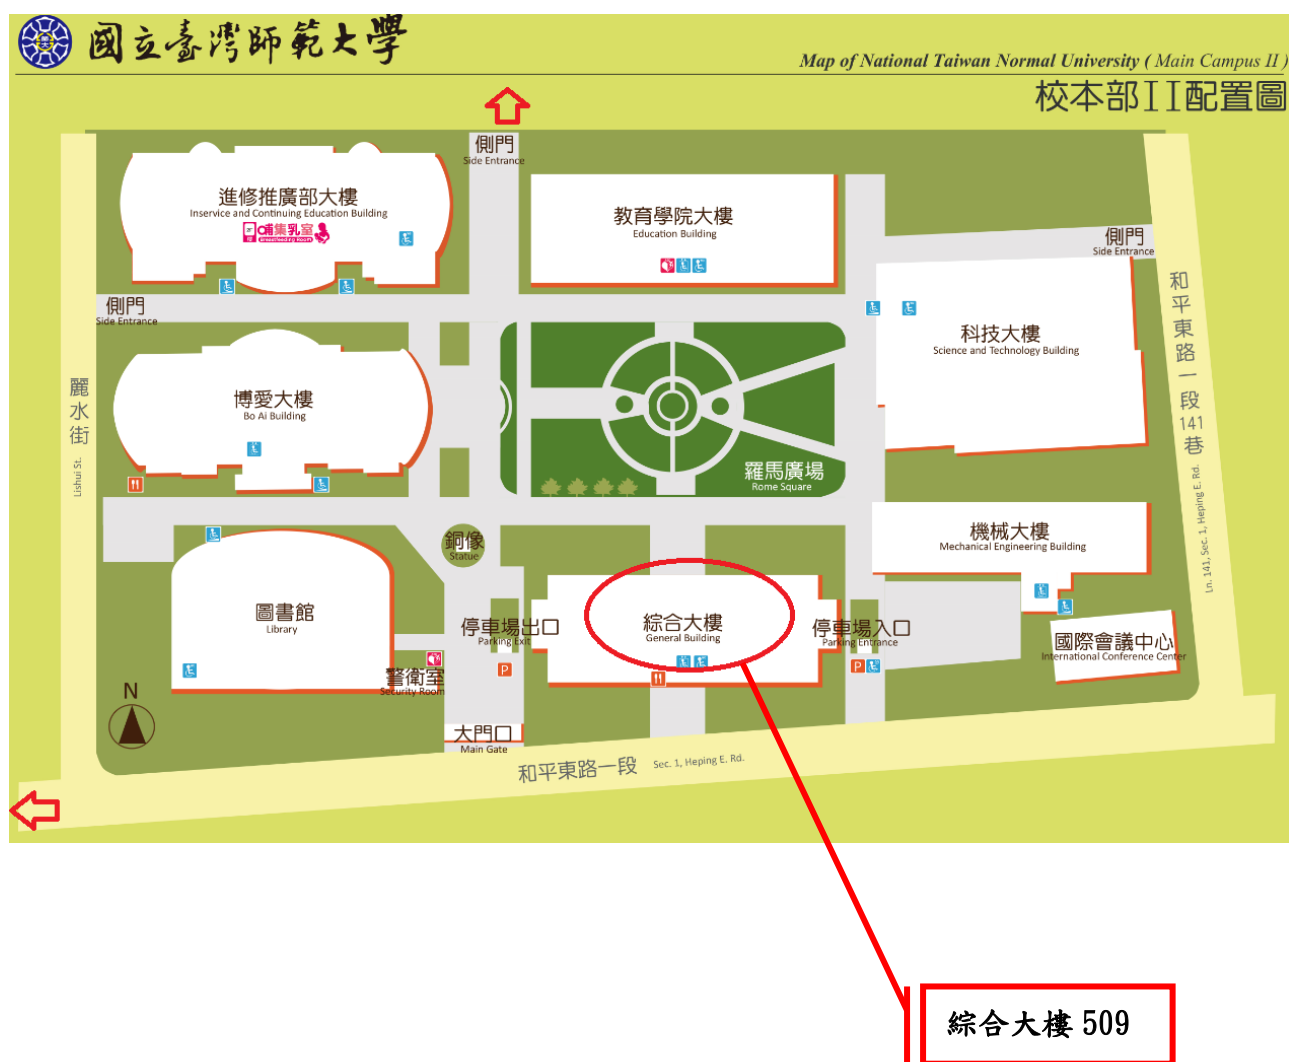 國立臺灣師範大學
Map of National Taiwan Normal University ( Main Campus II )
校本部II配置圖
側門
Side Entrance
進修推廣部大樓
Inservice and Continuing Education Building
哺集乳室
Breastfeeding Room
教育學院大樓
Education Building
側門
Side Entrance
側門
Side Entrance
科技大樓
Science and Technology Building
和平東路一段141巷
Ln. 141, Sec. 1, Heping E. Rd.
麗水街
Lishui St.
博愛大樓
Bo Ai Building
羅馬廣場
Rome Square
銅像
Statue
機械大樓
Mechanical Engineering Building
圖書館
Library
停車場出口
Parking Exit
P
綜合大樓
General Building
停車場入口
Parking Entrance
P
國際會議中心
International Conference Center
警衛室
Security Room
N
大門口
Main Gate
和平東路一段 Sec. 1, Heping E. Rd.
綜合大樓 509